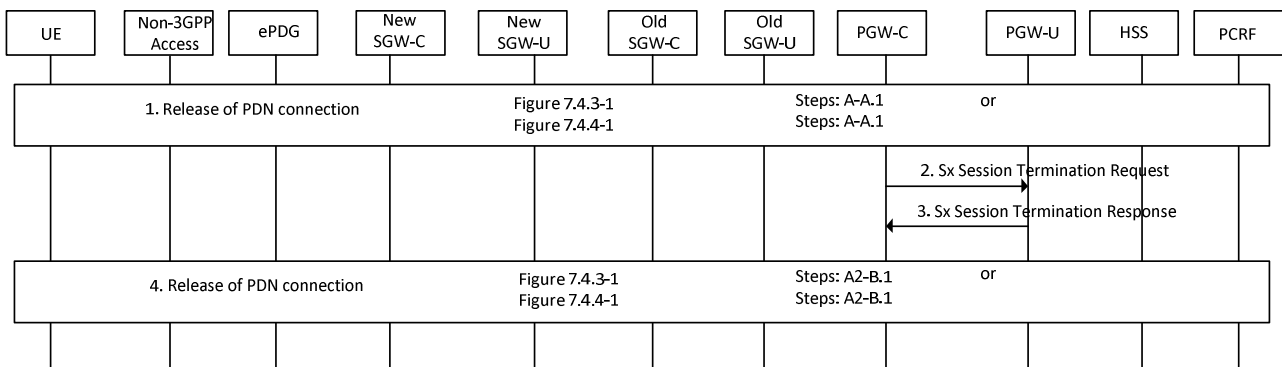 UE
Non-3GPP
Access
ePDG
New
SGW-C
New
SGW-U
Old
SGW-C
Old
SGW-U
PGW-C
PGW-U
HSS
PCRF
1. Release of PDN connection
Figure 7.4.3-1
Steps: A-A.1
or
Figure 7.4.4-1
Steps: A-A.1
2. Sx Session Termination Request
3. Sx Session Termination Response
4. Release of PDN connection
Figure 7.4.3-1
Steps: A2-B.1
or
Figure 7.4.4-1
Steps: A2-B.1